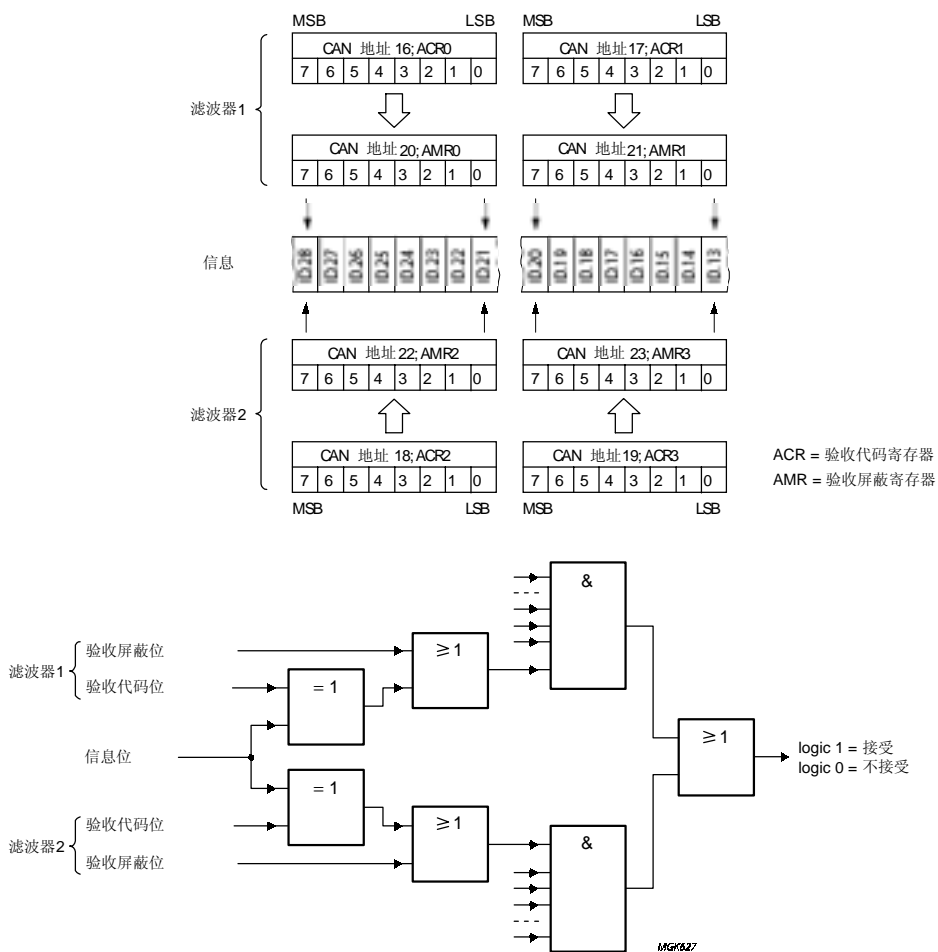 MSB LSB MSB LSB
CAN 地址 16; ACR0 CAN 地址 17; ACR1
7 6 5 4 3 2 1 0 7 6 5 4 3 2 1 0
滤波器1
CAN 地址 20; AMR0 CAN 地址 21; AMR1
7 6 5 4 3 2 1 0 7 6 5 4 3 2 1 0
信息 ID.28 ID.27 ID.26 ID.25 ID.24 ID.23 ID.22 ID.21 ID.20 ID.19 ID.18 ID.17 ID.16 ID.15 ID.14 ID.13
CAN 地址 22; AMR2 CAN 地址 23; AMR3
7 6 5 4 3 2 1 0 7 6 5 4 3 2 1 0
滤波器2
CAN 地址 18; ACR2 CAN 地址 19; ACR3
7 6 5 4 3 2 1 0 7 6 5 4 3 2 1 0
MSB LSB MSB LSB
ACR = 验收代码寄存器
AMR = 验收屏蔽寄存器
&
滤波器1
验收屏蔽位
≥1
验收代码位
= 1
信息位
≥1
logic 1 = 接受
logic 0 = 不接受
= 1
滤波器2
验收代码位
≥1
验收屏蔽位
&
MGK627